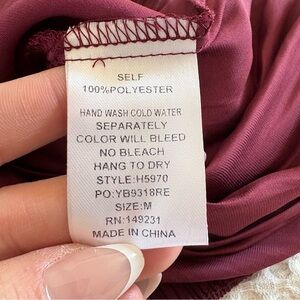 SELF
100%POLYESTER
HAND WASH COLD WATER
SEPARATELY
COLOR WILL BLEED
NO BLEACH
HANG TO DRY
STYLE:H5970
PO:YB9318RE
SIZE:M
RN:149231
MADE IN CHINA